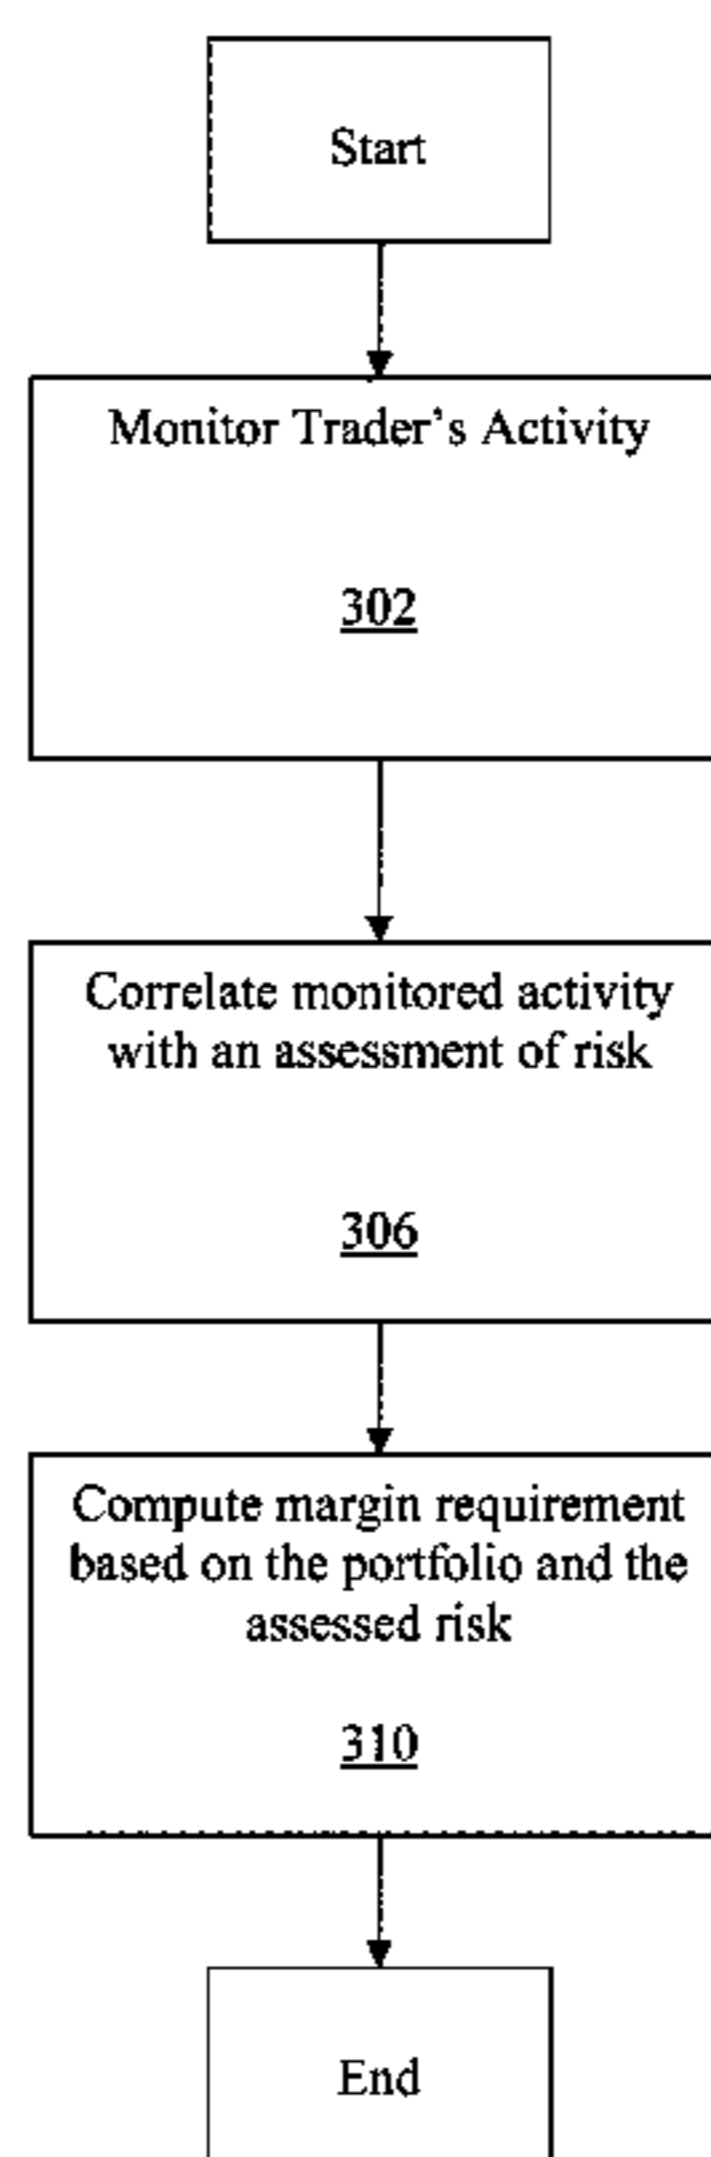 Start
Monitor Trader's Activity
302
Correlate monitored activity
with an assessment of risk
306
Compute margin requirement
based on the portfolio and the
assessed risk
310
End